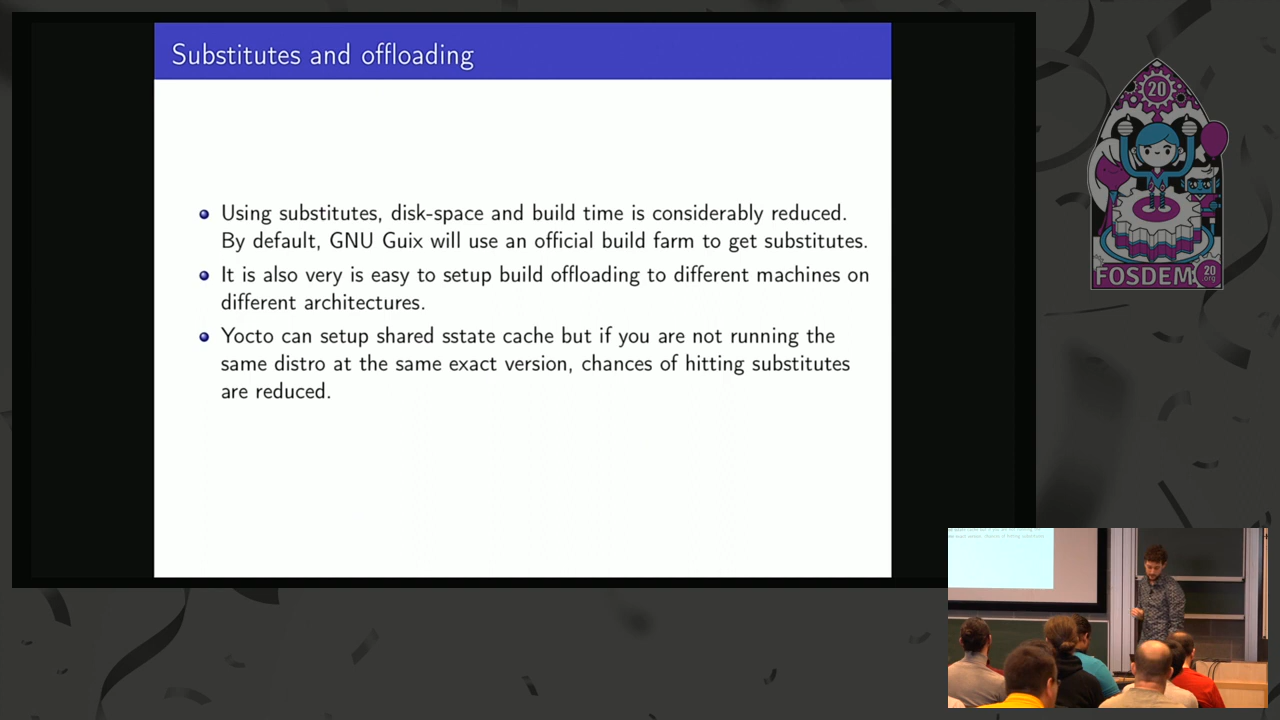 Substitutes and offloading
Using substitutes, disk-space and build time is considerably reduced.
By default, GNU Guix will use an official build farm to get substitutes.
It is also very is easy to setup build offloading to different machines on
different architectures.
Yocto can setup shared sstate cache but if you are not running the
same distro at the same exact version, chances of hitting substitutes
are reduced.
20
FOSDEM
20
.org